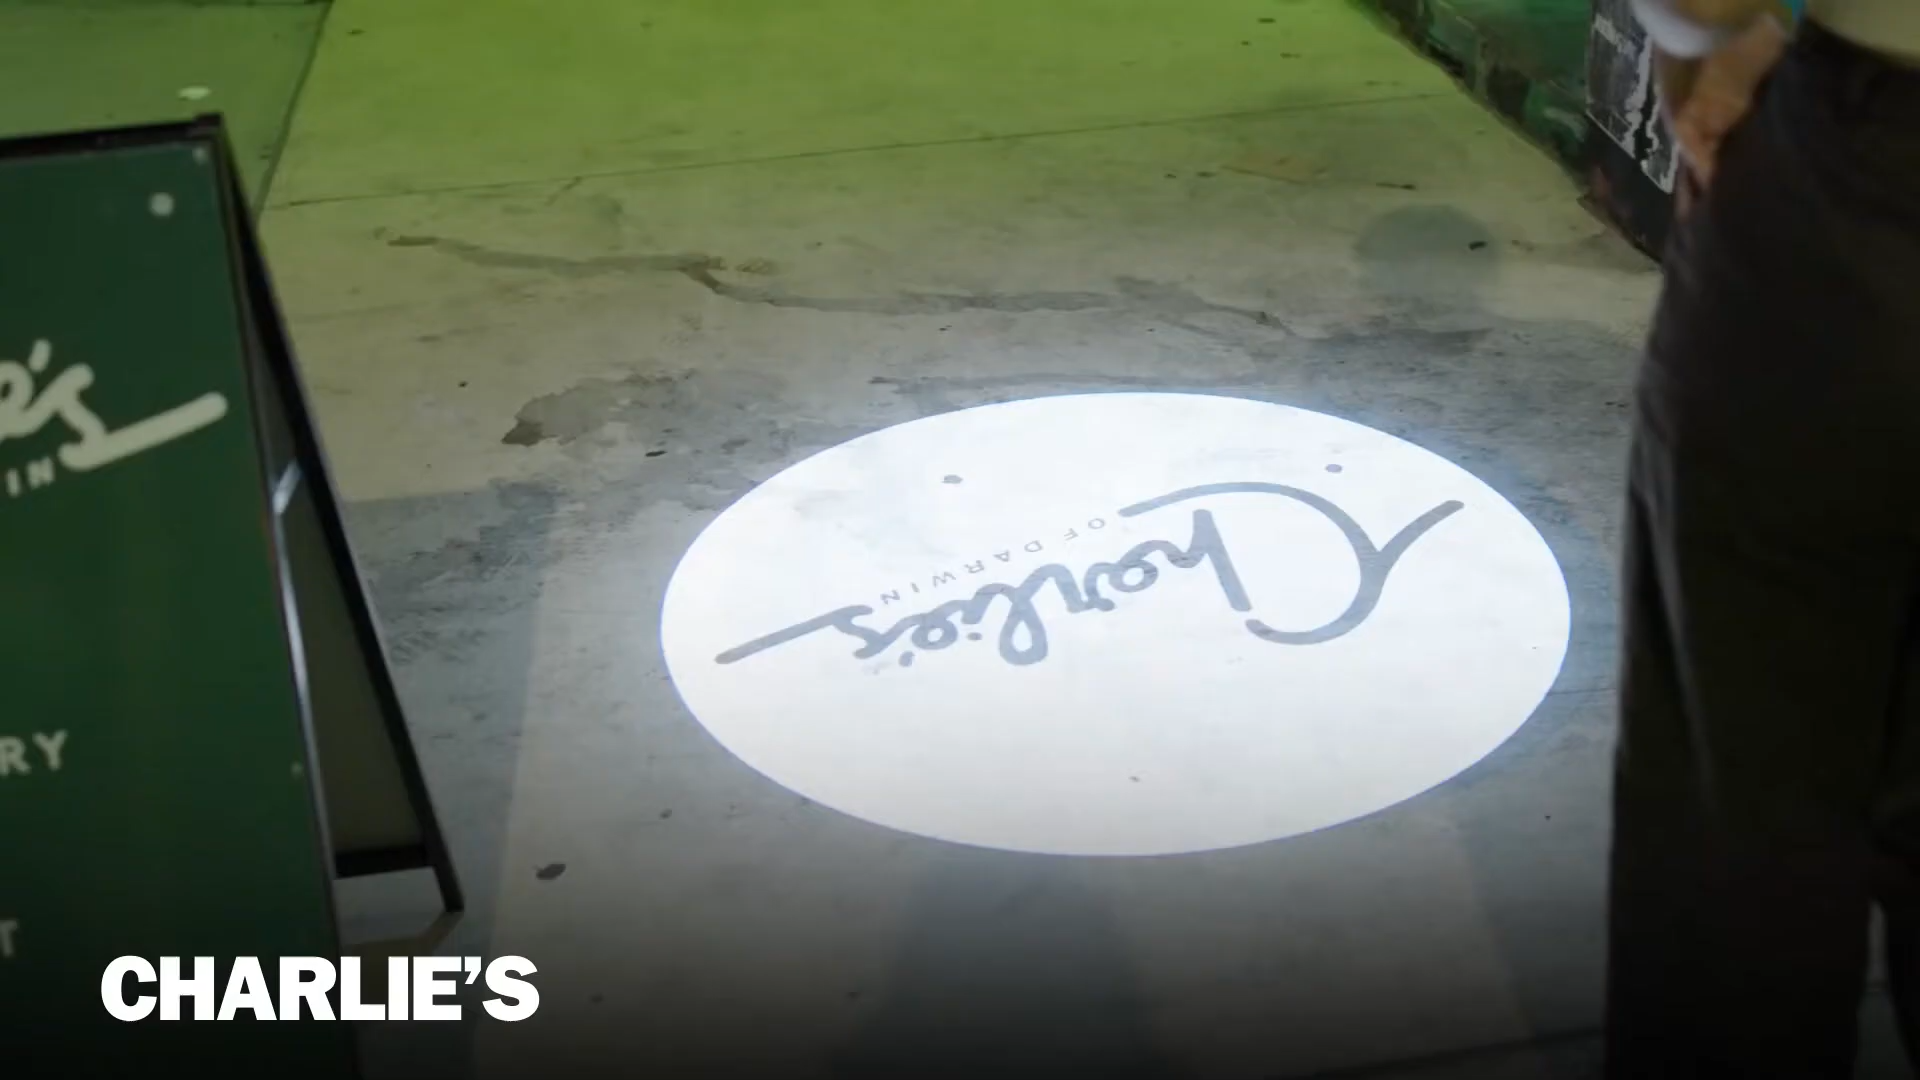 e's
IN
RY
T
Charlie's
OF DARWIN
CHARLIE'S